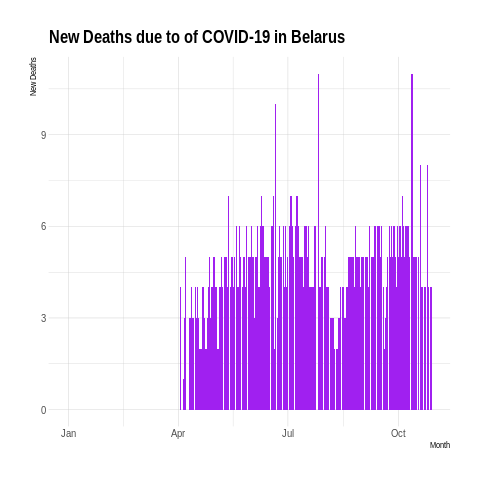 New Deaths due to of COVID-19 in Belarus
New Deaths
9
6
3
0
Jan Apr Jul Oct
Month